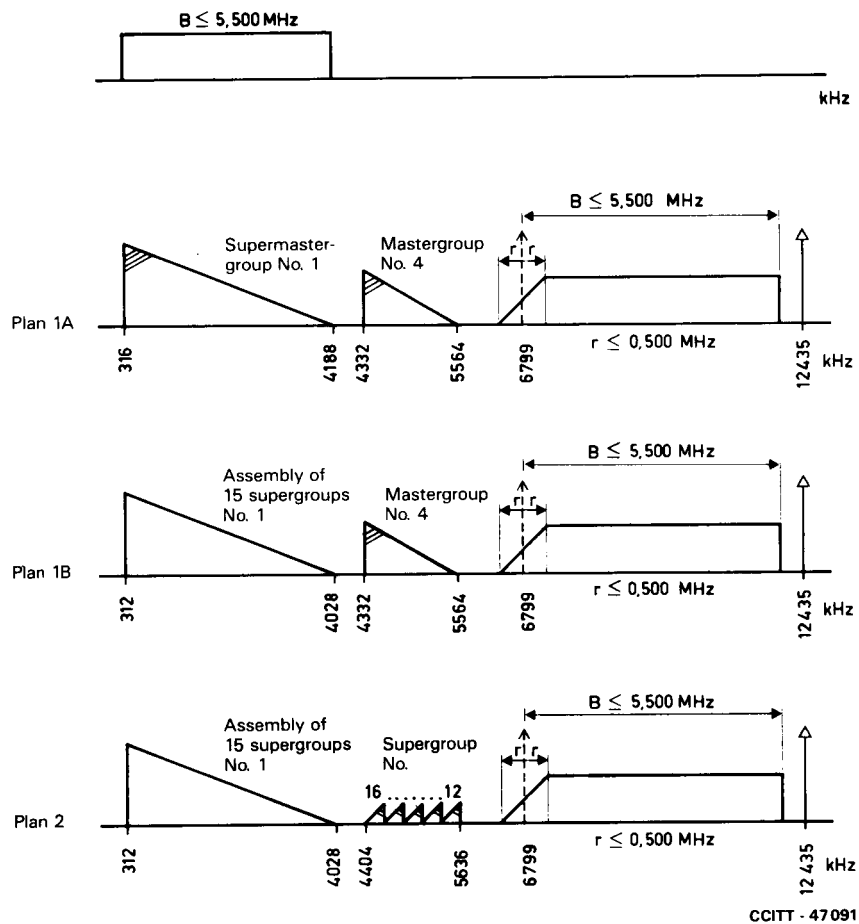 B ≤ 5,500 MHz
kHz
B ≤ 5,500 MHz
Supermaster-
group No. 1
Mastergroup
No. 4
r r
Plan 1A
316
4188
4332
5564
6799
r ≤ 0,500 MHz
12435
kHz
B ≤ 5,500 MHz
Assembly of
15 supergroups
No. 1
Mastergroup
No. 4
r r
Plan 1B
312
4028
4332
5564
6799
r ≤ 0,500 MHz
12435
kHz
B ≤ 5,500 MHz
Assembly of
15 supergroups
No. 1
Supergroup
No.
16 ....... 12
r r
Plan 2
312
4028
4404
5636
6799
r ≤ 0,500 MHz
12 435
kHz
CCITT - 47091